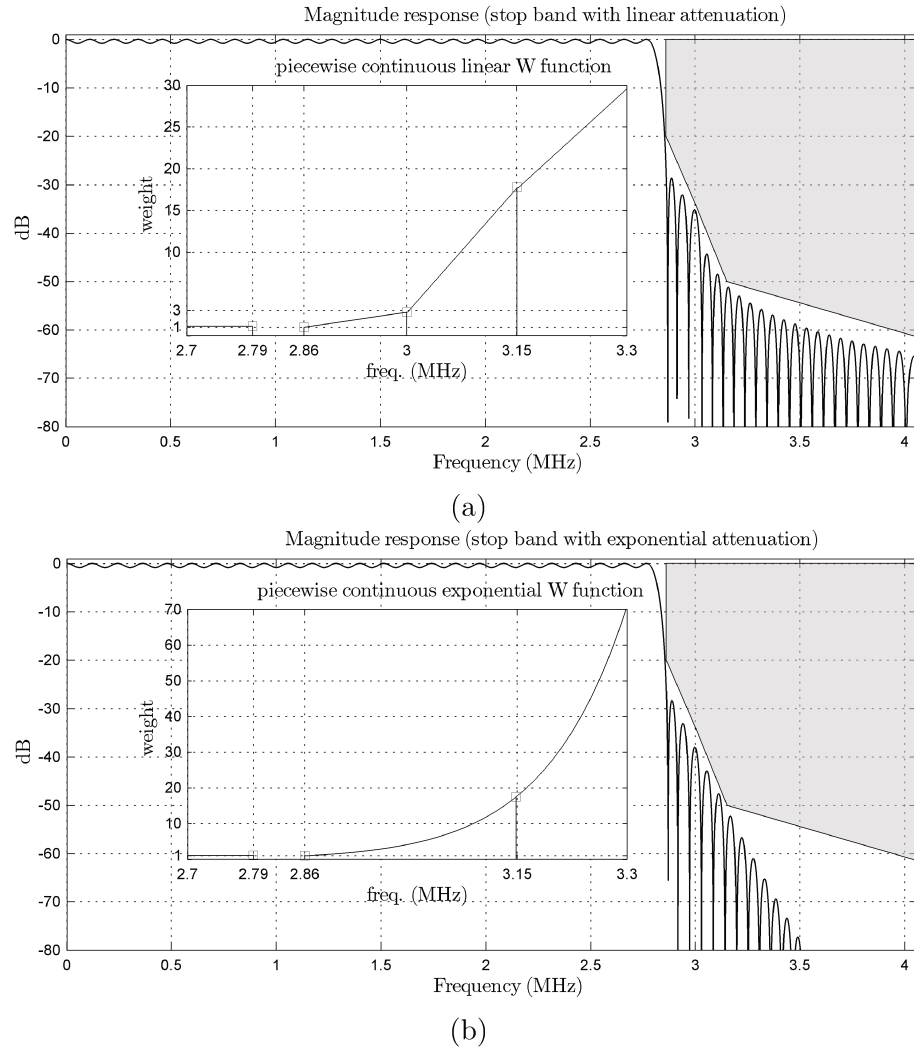 Magnitude response (stop band with linear attenuation)
0
-10
-20
-30
-40
-50
-60
-70
-80
dB
piecewise continuous linear W function
30
25
20
15
10
3
1
weight
2.7 2.79 2.86 3 3.15 3.3
freq. (MHz)
0 0.5 1 1.5 2 2.5 3 3.5 4
Frequency (MHz)
(a)
Magnitude response (stop band with exponential attenuation)
0
-10
-20
-30
-40
-50
-60
-70
-80
dB
piecewise continuous exponential W function
70
60
50
40
30
20
10
1
weight
2.7 2.79 2.86 3.15 3.3
freq. (MHz)
0 0.5 1 1.5 2 2.5 3 3.5 4
Frequency (MHz)
(b)